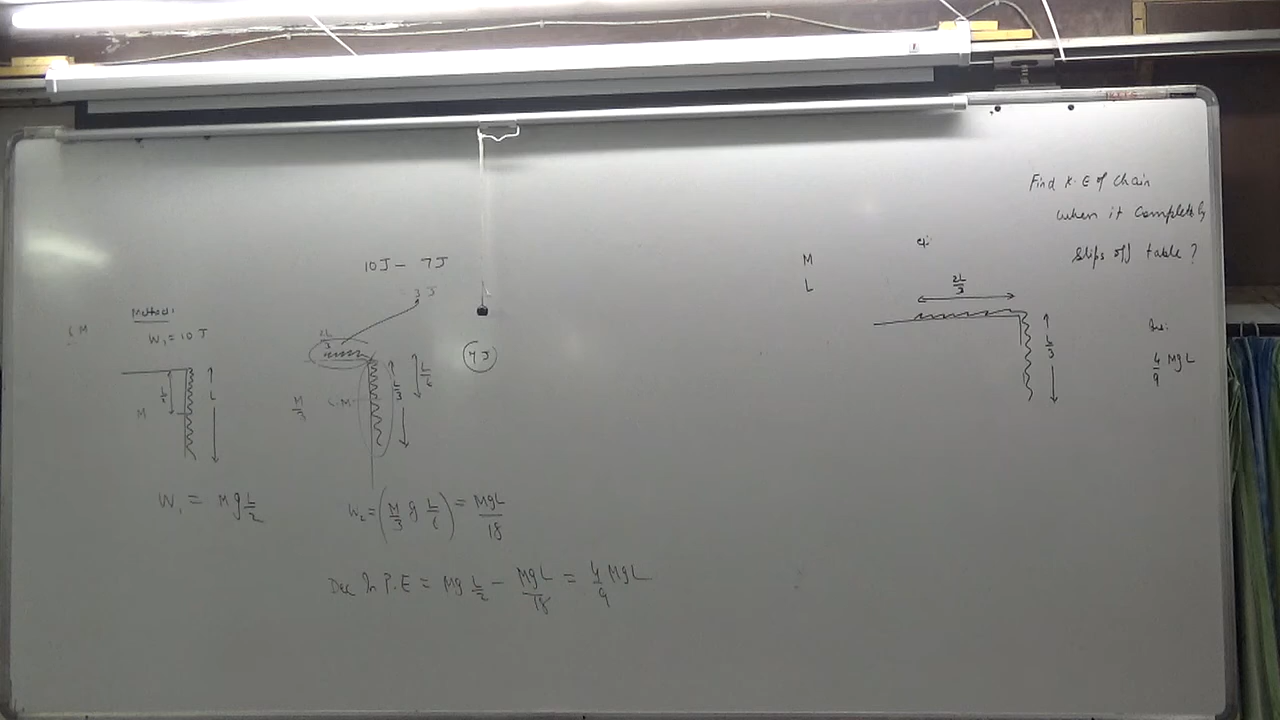 10J - 7J
3J
Method:
W₁ = 10 J
M
L/2
L
2L/3
M/3
L/3
L/6
7J
W₁ = Mg L/2
W₂ = (M/3 g L/6) = MgL/18
Dec In P.E = Mg L/2 - MgL/18 = 4/9 MgL
M
L
Find K.E of Chain
when it completely
slips off table?
2L/3
L/3
Ans:
4/9 MgL